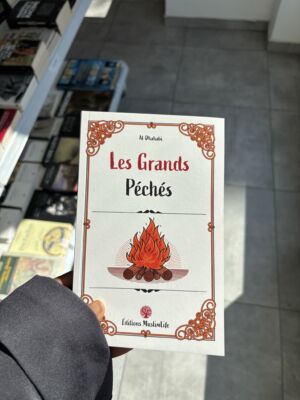 Al Dhahabi
Les Grands
Péchés
Éditions MuslimLife